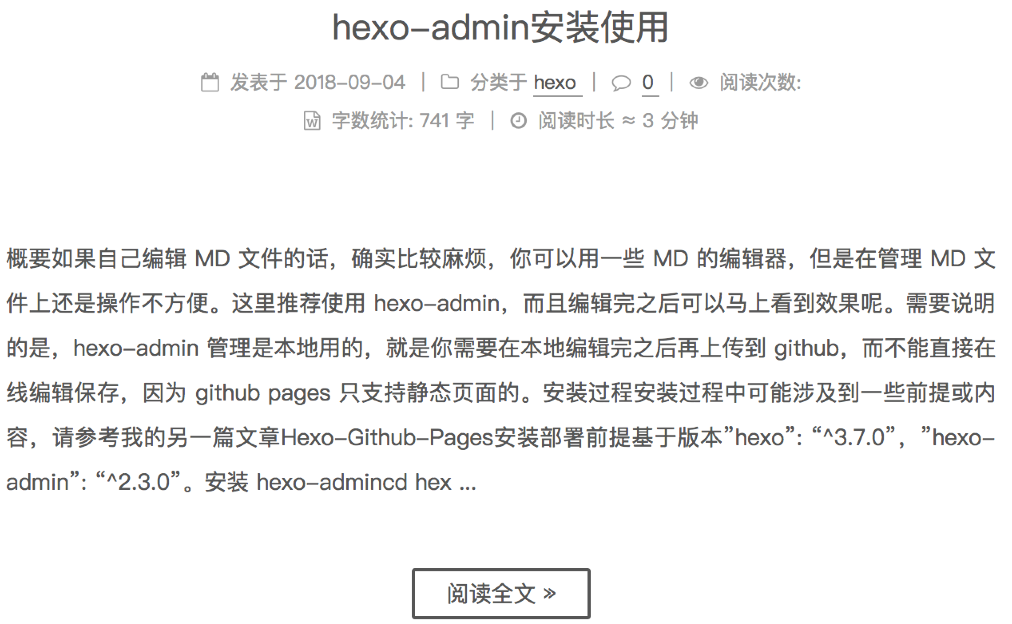 hexo-admin安装使用
发表于 2018-09-04 | 分类于 hexo | 0 | 阅读次数:
字数统计: 741 字 | 阅读时长 ≈ 3 分钟
概要如果自己编辑 MD 文件的话，确实比较麻烦，你可以用一些 MD 的编辑器，但是在管理 MD 文
件上还是操作不方便。这里推荐使用 hexo-admin，而且编辑完之后可以马上看到效果呢。需要说明
的是，hexo-admin 管理是本地用的，就是你需要在本地编辑完之后再上传到 github，而不能直接在
线编辑保存，因为 github pages 只支持静态页面的。安装过程安装过程中可能涉及到一些前提或内
容，请参考我的另一篇文章Hexo-Github-Pages安装部署前提基于版本”hexo”: “^3.7.0”，”hexo-
admin”: “^2.3.0”。安装 hexo-admincd hex ...
阅读全文 »